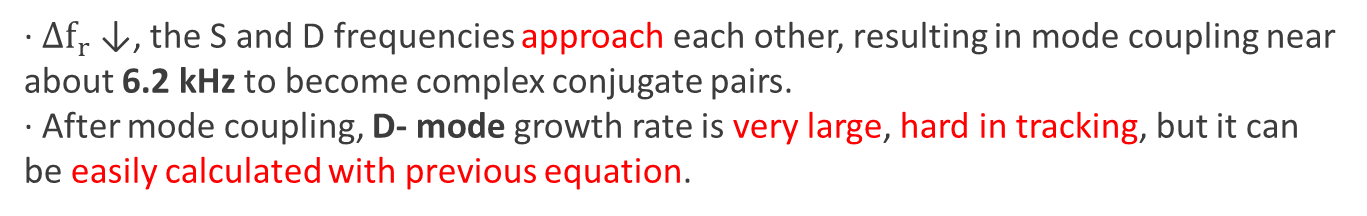 · Δfr ↓, the S and D frequencies approach each other, resulting in mode coupling near
about 6.2 kHz to become complex conjugate pairs.
· After mode coupling, D- mode growth rate is very large, hard in tracking, but it can
be easily calculated with previous equation.